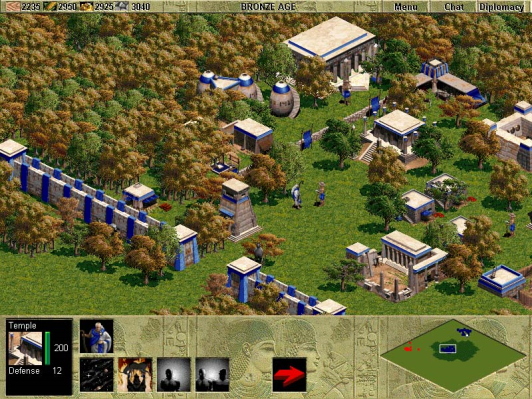 2235 2950 2925 3040 BRONZE AGE Menu Chat Diplomacy
Temple
200
Defense 12